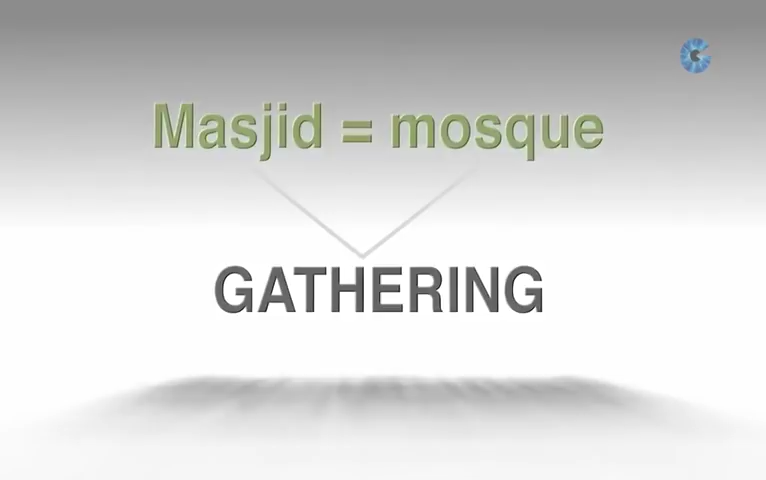 Masjid = mosque
GATHERING